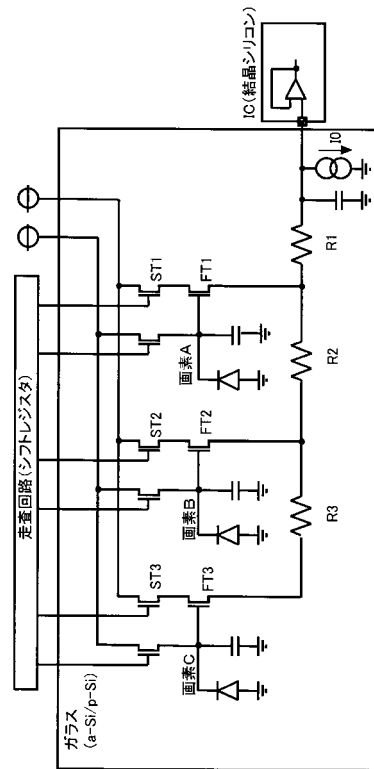 走査回路(シフトレジスタ)
ガラス
(a-Si/p-Si)
IC(結晶シリコン)
ST3
FT3
画素C
ST2
FT2
画素B
ST1
FT1
画素A
R3
R2
R1
I0